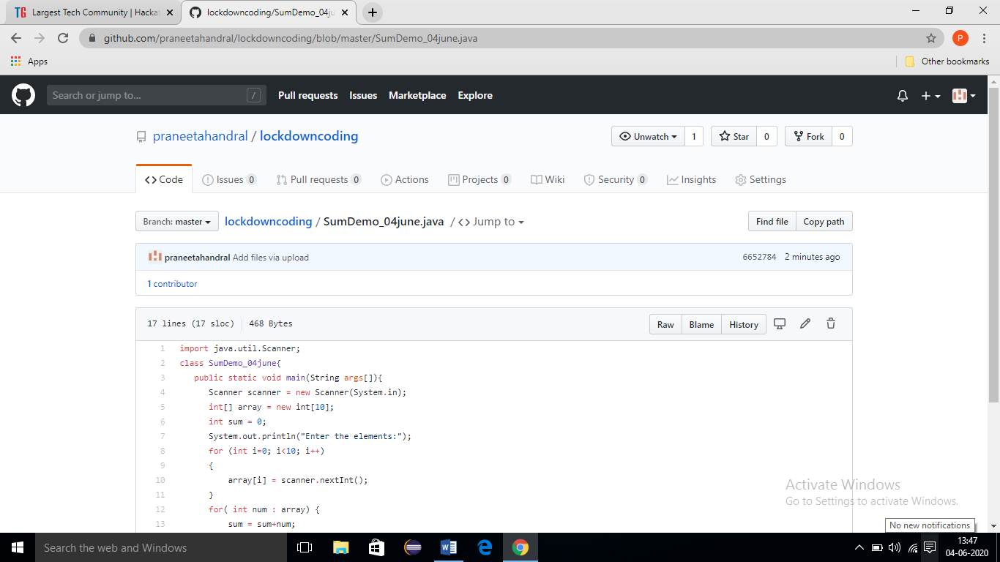 Largest Tech Community | Hacka
lockdowncoding/SumDemo_04ju
github.com/praneetahandral/lockdowncoding/blob/master/SumDemo_04june.java
P
Apps
Other bookmarks
Search or jump to...
/
Pull requests Issues Marketplace Explore
praneetahandral / lockdowncoding
Unwatch 1 Star 0 Fork 0
Code Issues 0 Pull requests 0 Actions Projects 0 Wiki Security 0 Insights Settings
Branch: master lockdowncoding / SumDemo_04june.java / <> Jump to Find file Copy path
praneetahandral Add files via upload 6652784 2 minutes ago
1 contributor
17 lines (17 sloc) 468 Bytes Raw Blame History
1 import java.util.Scanner;
2 class SumDemo_04june{
3 public static void main(String args[]){
4 Scanner scanner = new Scanner(System.in);
5 int[] array = new int[10];
6 int sum = 0;
7 System.out.println("Enter the elements:");
8 for (int i=0; i<10; i++)
9 {
10 array[i] = scanner.nextInt();
11 }
12 for( int num : array) {
13 sum = sum+num;
Activate Windows
Go to Settings to activate Windows.
No new notifications
Search the web and Windows
13:47
04-06-2020